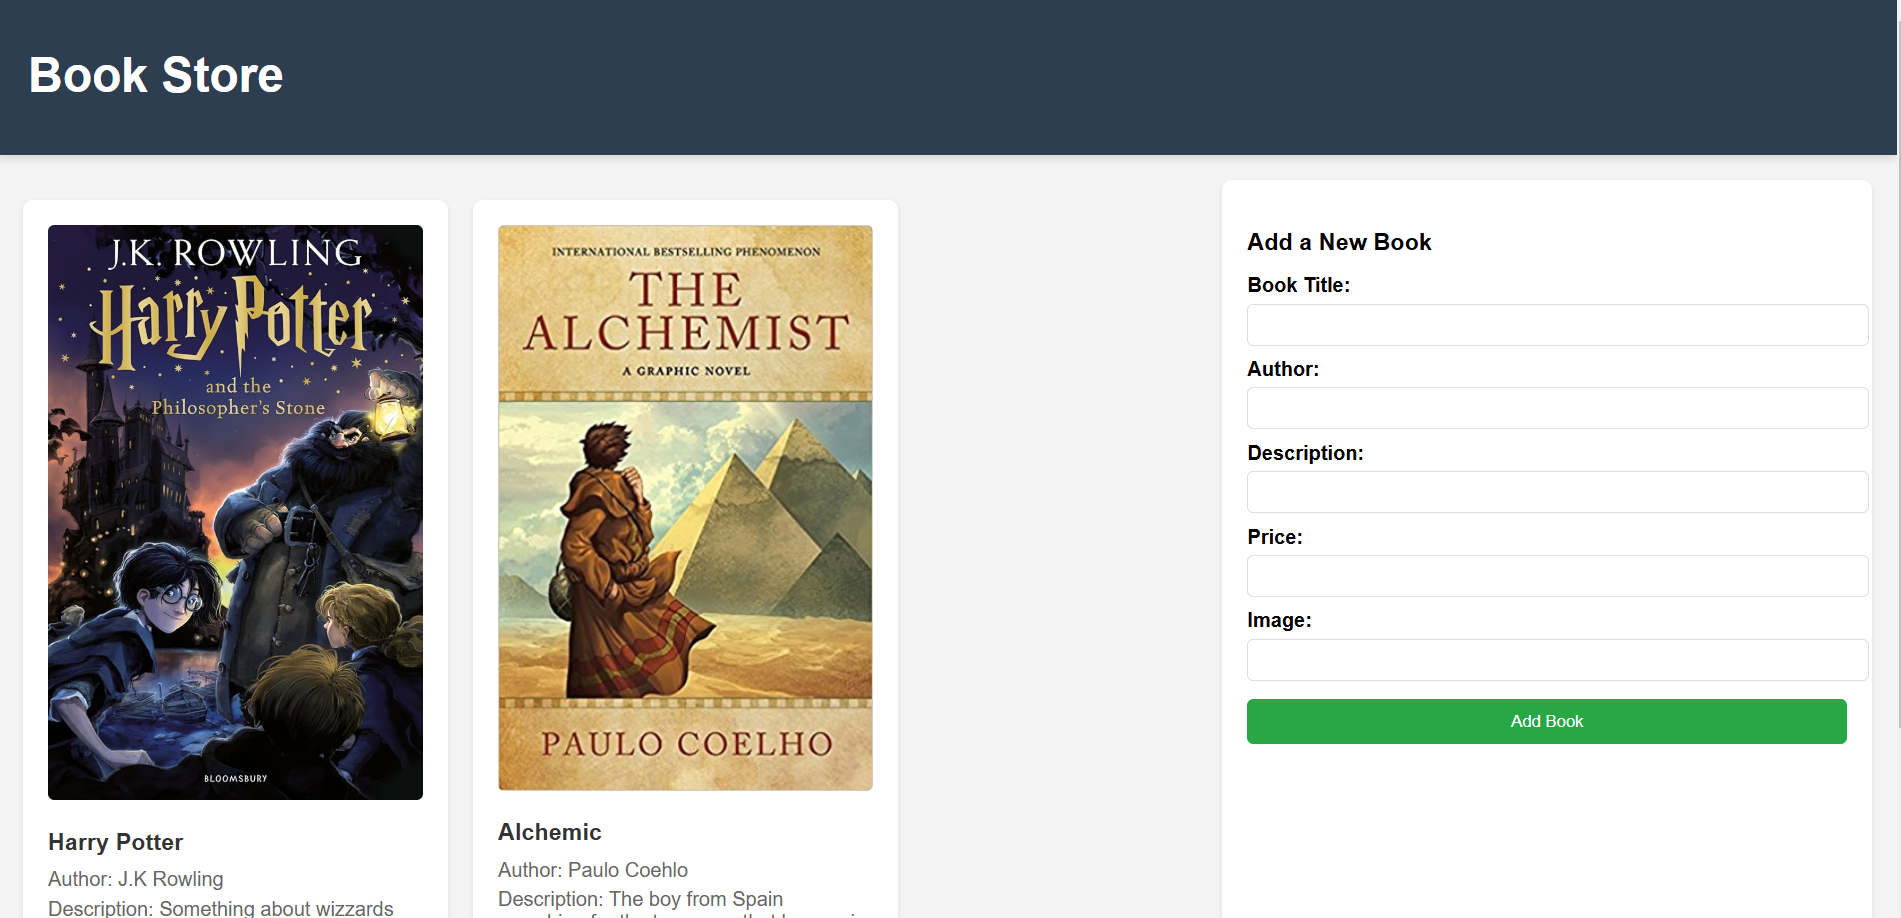 Book Store
J.K. ROWLING
Harry Potter
and the
Philosopher's Stone
BLOOMSBURY
Harry Potter
Author: J.K Rowling
Description: Something about wizzards
INTERNATIONAL BESTSELLING PHENOMENON
THE
ALCHEMIST
A GRAPHIC NOVEL
PAULO COELHO
Alchemic
Author: Paulo Coehlo
Description: The boy from Spain
Add a New Book
Book Title:
Author:
Description:
Price:
Image:
Add Book